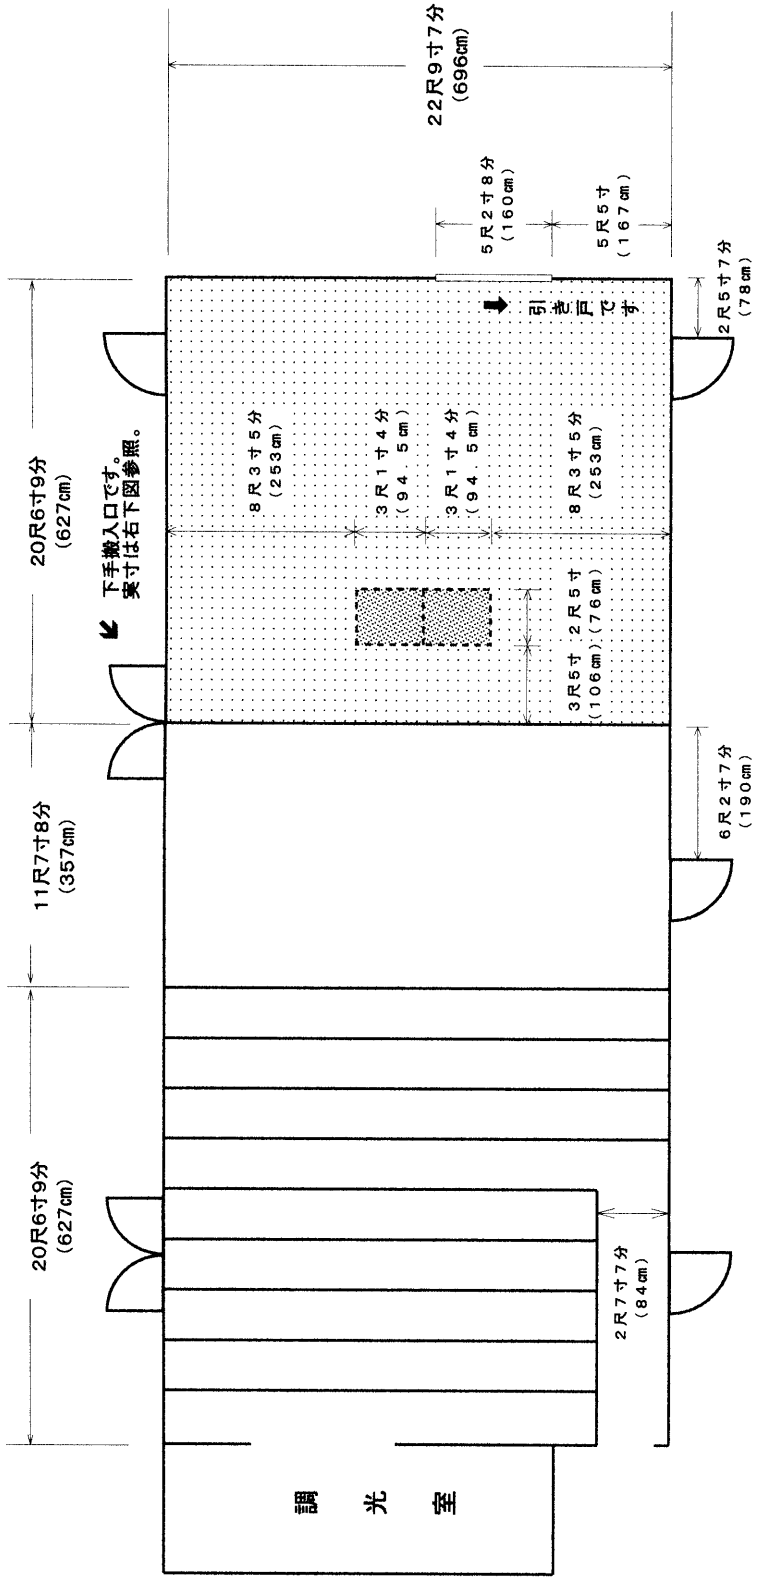 20尺6寸9分
(627cm)
11尺7寸8分
(357cm)
20尺6寸9分
(627cm)
下手搬入口です。
実寸は右下図参照。
22尺9寸7分
(696cm)
5尺2寸8分
(160cm)
5尺5寸
(167cm)
2尺5寸7分
(78cm)
引き戸です
8尺3寸5分
(253cm)
3尺1寸4分
(94.5cm)
3尺1寸4分
(94.5cm)
8尺3寸5分
(253cm)
3尺5寸
(106cm)
2尺5寸
(76cm)
6尺2寸7分
(190cm)
2尺7寸7分
(84cm)
調光室